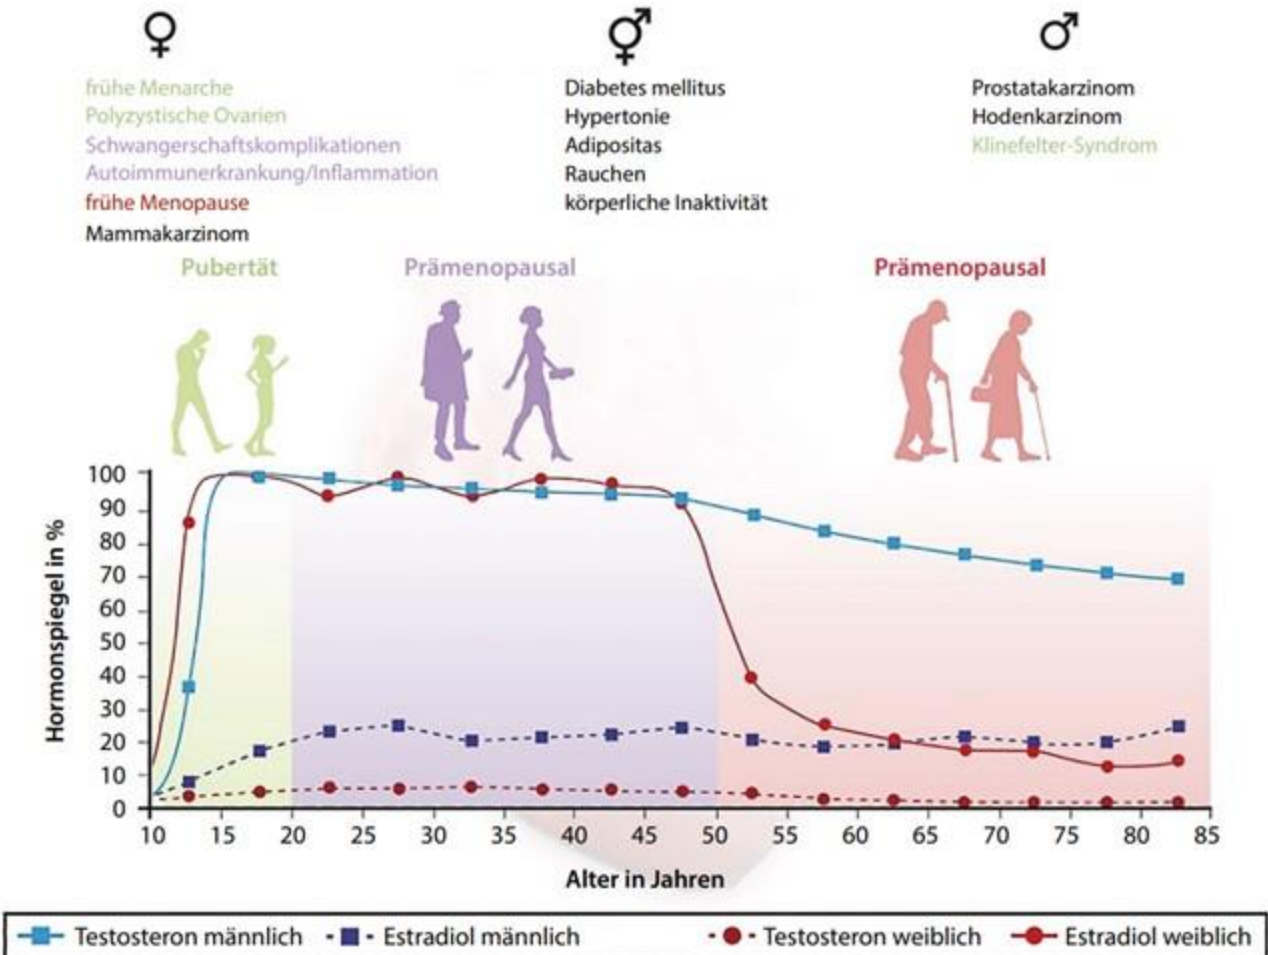 frühe Menarche
Polyzystische Ovarien
Schwangerschaftskomplikationen
Autoimmunerkrankung/Inflammation
frühe Menopause
Mammakarzinom
Diabetes mellitus
Hypertonie
Adipositas
Rauchen
körperliche Inaktivität
Prostatakarzinom
Hodenkarzinom
Klinefelter-Syndrom
Pubertät
Prämenopausal
Prämenopausal
Hormonspiegel in %
100
90
80
70
60
50
40
30
20
10
0
10 15 20 25 30 35 40 45 50 55 60 65 70 75 80 85
Alter in Jahren
Testosteron männlich Estradiol männlich Testosteron weiblich Estradiol weiblich